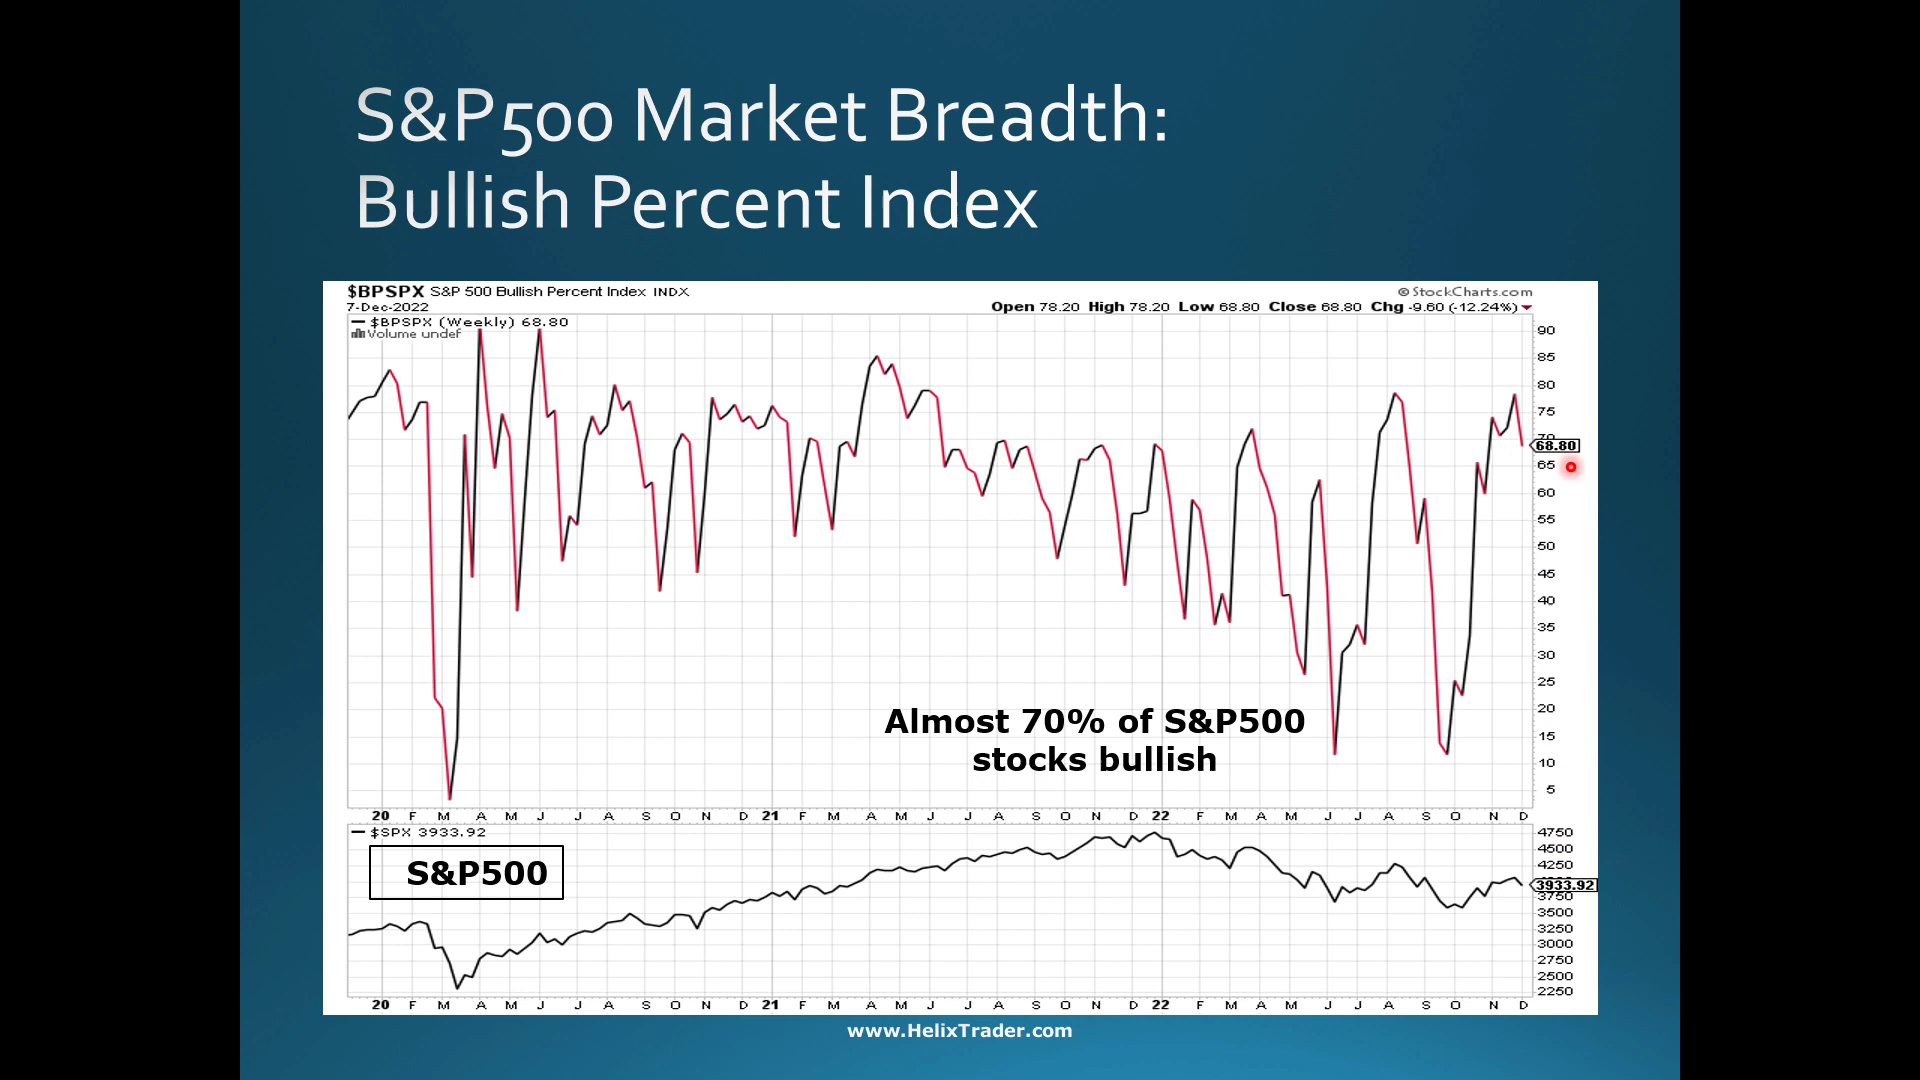 S&P500 Market Breadth:
Bullish Percent Index
$BPSPX S&P 500 Bullish Percent Index INDX
© StockCharts.com
7-Dec-2022
Open 78.20 High 78.20 Low 68.80 Close 68.80 Chg -9.60 (-12.24%)
$BPSPX (Weekly) 68.80
Volume undef
90
85
80
75
70
68.80
65
60
55
50
45
40
35
30
25
20
15
10
5
Almost 70% of S&P500
stocks bullish
20 F M A M J J A S O N D 21 F M A M J J A S O N D 22 F M A M J J A S O N D
$SPX 3933.92
S&P500
4750
4500
4250
3933.92
3750
3500
3250
3000
2750
2500
2250
20 F M A M J J A S O N D 21 F M A M J J A S O N D 22 F M A M J J A S O N D
www.HelixTrader.com